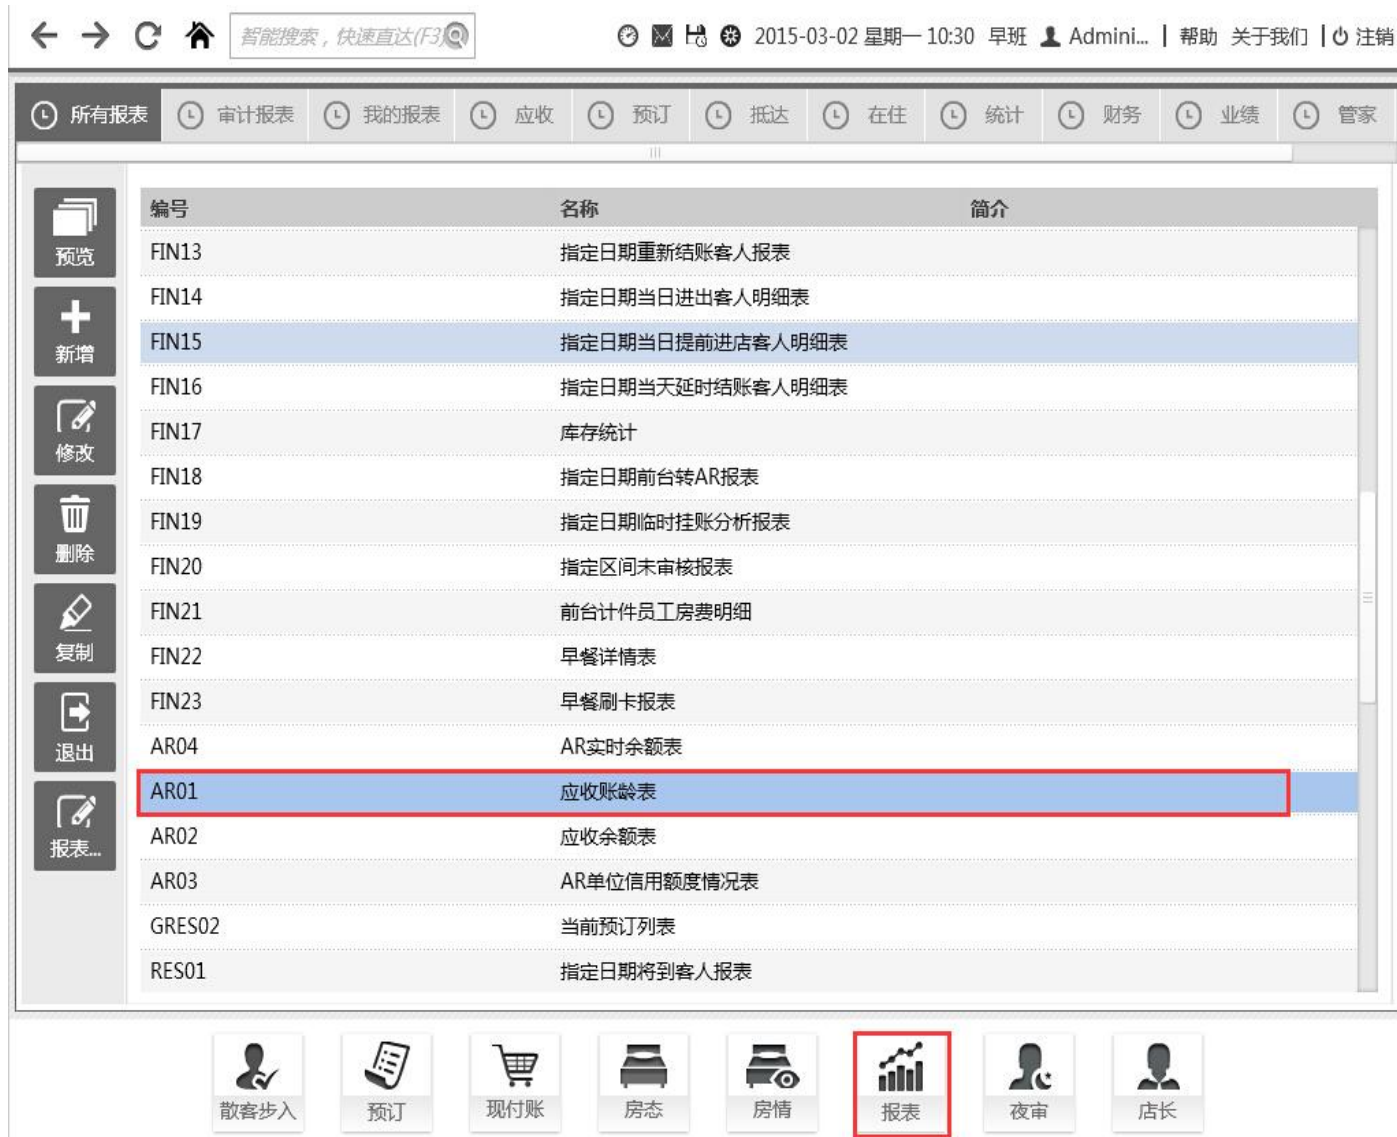 智能搜索，快速直达(F3) 2015-03-02 星期一 10:30 早班 Admini... | 帮助 关于我们 | 注销
所有报表 审计报表 我的报表 应收 预订 抵达 在住 统计 财务 业绩 管家
编号 名称 简介
FIN13 指定日期重新结账客人报表
FIN14 指定日期当日进出客人明细表
FIN15 指定日期当日提前进店客人明细表
FIN16 指定日期当天延时结账客人明细表
FIN17 库存统计
FIN18 指定日期前台转AR报表
FIN19 指定日期临时挂账分析报表
FIN20 指定区间未审核报表
FIN21 前台计件员工房费明细
FIN22 早餐详情表
FIN23 早餐刷卡报表
AR04 AR实时余额表
AR01 应收账龄表
AR02 应收余额表
AR03 AR单位信用额度情况表
GRES02 当前预订列表
RES01 指定日期将到客人报表
预览
新增
修改
删除
复制
退出
报表...
散客步入 预订 现付账 房态 房情 报表 夜审 店长